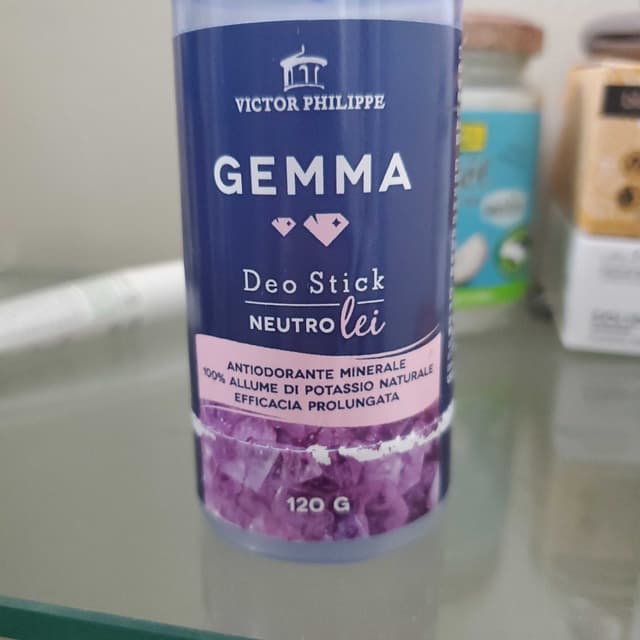 VICTOR PHILIPPE
GEMMA
Deo Stick
NEUTRO lei
ANTIODORANTE MINERALE
100% ALLUME DI POTASSIO NATURALE
EFFICACIA PROLUNGATA
120 G